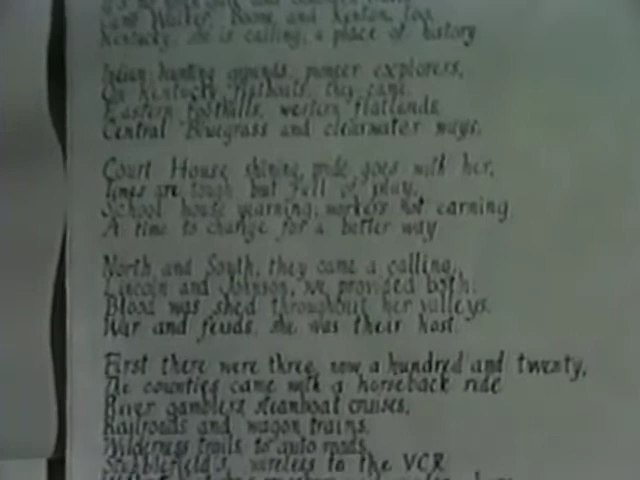 Walker, Boone, and Kenton, too
Kentucky, she is calling, a place of history
Indian hunting grounds, pioneer explorers,
On Kentucky flatboats, they came.
Eastern foothills, western flatlands,
Central Bluegrass and clearwater ways.
Court House shining, pride goes with her,
Times are tough but full of play,
School house yearning, workers not earning
A time to change for a better way
North and South, they came a calling,
Lincoln and Johnson, we provided both.
Blood was shed throughout her valleys.
War and feuds, she was their host.
First there were three, now a hundred and twenty,
The counties came with a horseback ride
River gamblers, steamboat cruises,
Railroads and wagon trains.
Wilderness trails to auto roads,
Stubblefield's wireless to the VCR